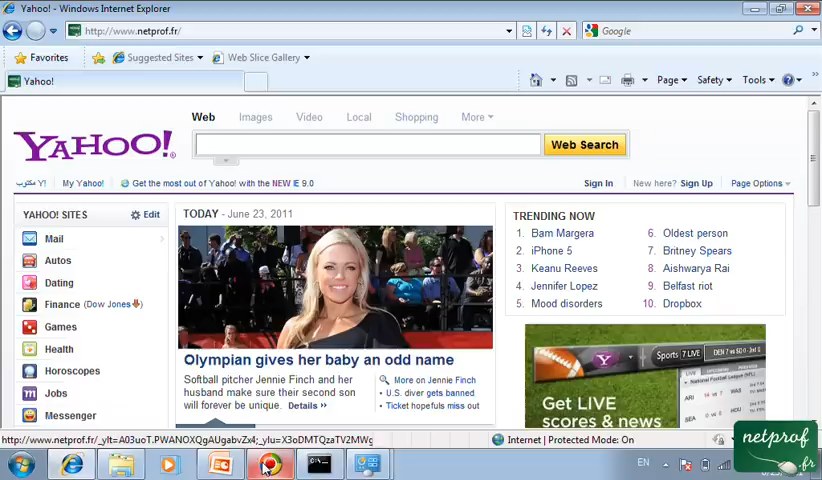 Yahoo! - Windows Internet Explorer
http://www.netprof.fr/
Google
Favorites
Suggested Sites
Web Slice Gallery
Yahoo!
Page
Safety
Tools
Web
Images
Video
Local
Shopping
More
YAHOO!
Web Search
Y! مكتوب
My Yahoo!
Get the most out of Yahoo! with the NEW IE 9.0
Sign In
New here? Sign Up
Page Options
YAHOO! SITES
Edit
Mail
Autos
Dating
Finance (Dow Jones)
Games
Health
Horoscopes
Jobs
Messenger
TODAY - June 23, 2011
Olympian gives her baby an odd name
Softball pitcher Jennie Finch and her
husband make sure their second son
will forever be unique. Details
More on Jennie Finch
U.S. diver gets banned
Ticket hopefuls miss out
TRENDING NOW
1. Bam Margera
2. iPhone 5
3. Keanu Reeves
4. Jennifer Lopez
5. Mood disorders
6. Oldest person
7. Britney Spears
8. Aishwarya Rai
9. Belfast riot
10. Dropbox
Sports 7 LIVE
Get LIVE
scores & news
Internet | Protected Mode: On
EN
netprof
.fr